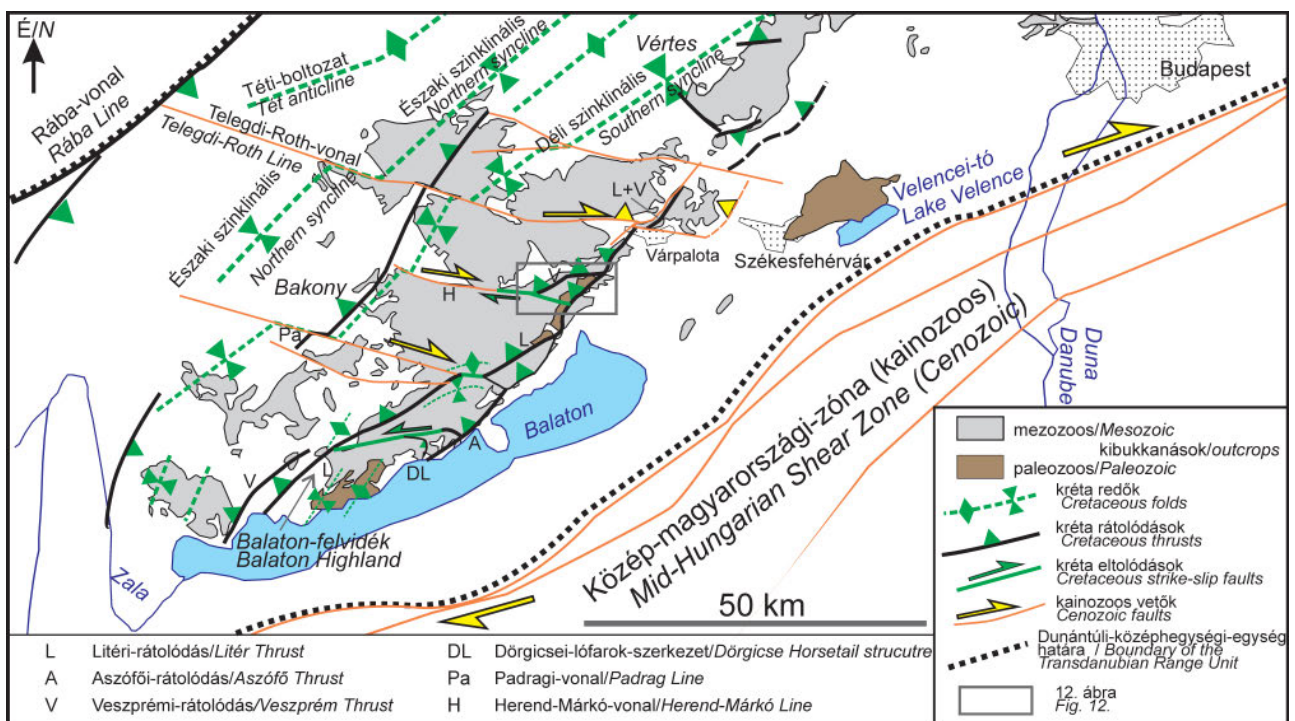 É/N
Rába-vonal
Rába Line
Téti-boltozat
Tét anticline
Északi szinklinális
Northern syncline
Vértes
Déli szinklinális
Southern syncline
Budapest
Telegdi-Roth-vonal
Telegdi-Roth Line
Északi szinklinális
Northern syncline
L+V
Velencei-tó
Lake Velence
Várpalota
Székesfehérvár
Bakony
H
V
Pa
L
Közép-magyarországi-zóna (kainozoos)
Mid-Hungarian Shear Zone (Cenozoic)
Duna
Danube
Balaton
A
DL
V
L
Balaton-felvidék
Balaton Highland
Zala
50 km
mezozoos/Mesozoic
kibukkanások/outcrops
paleozoos/Paleozoic
kréta redők
Cretaceous folds
kréta rátolódások
Cretaceous thrusts
kréta eltolódások
Cretaceous strike-slip faults
kainozoos vetők
Cenozoic faults
Dunántúli-középhegységi-egység
határa / Boundary of the
Transdanubian Range Unit
12. ábra
Fig. 12.
L Litéri-rátolódás/Litér Thrust
A Aszófői-rátolódás/Aszófő Thrust
V Veszprémi-rátolódás/Veszprém Thrust
DL Dörgicsei-lófarok-szerkezet/Dörgicse Horsetail strucutre
Pa Padragi-vonal/Padrag Line
H Herend-Márkó-vonal/Herend-Márkó Line